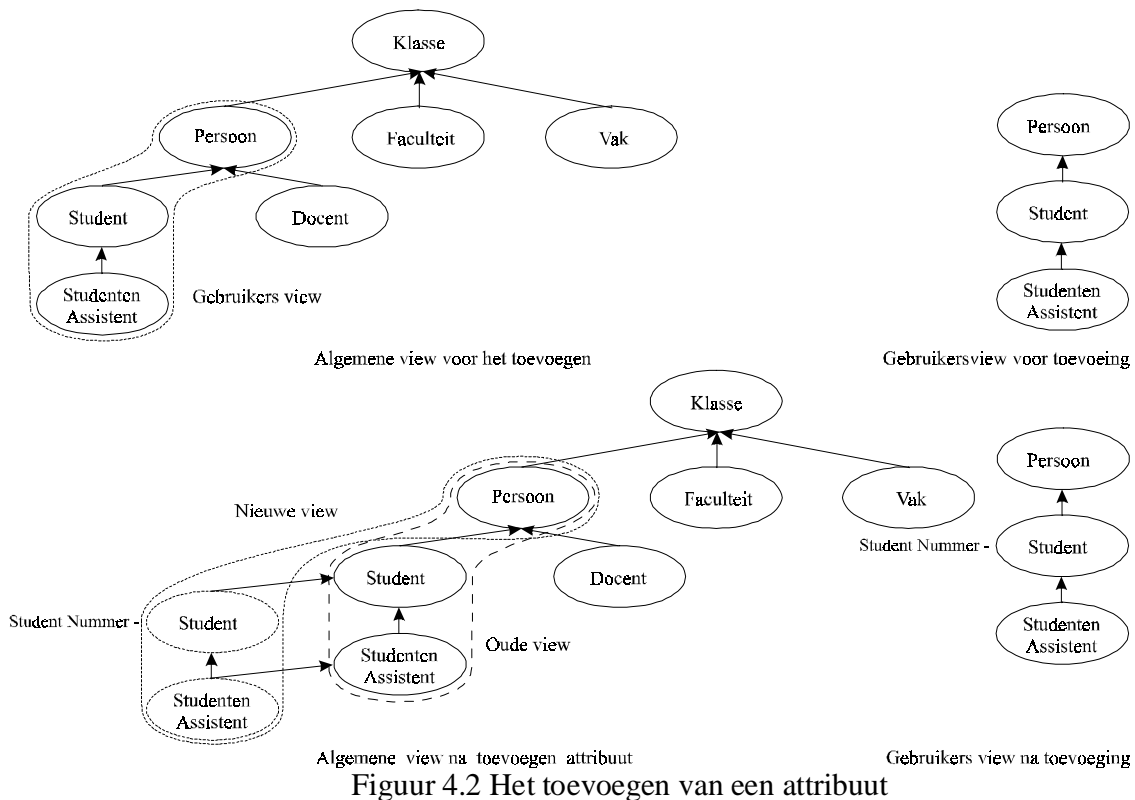 Klasse
Persoon
Faculteit
Vak
Persoon
Student
Docent
Student
Studenten
Assistent
Gebruikers view
Studenten
Assistent
Algemene view voor het toevoegen
Gebruikersview voor toevoeing
Klasse
Persoon
Faculteit
Vak
Persoon
Nieuwe view
Student Nummer -
Student
Student
Docent
Student Nummer -
Student
Oude view
Studenten
Assistent
Studenten
Assistent
Studenten
Assistent
Algemene view na toevoegen attribuut
Gebruikers view na toevoeging
Figuur 4.2 Het toevoegen van een attribuut